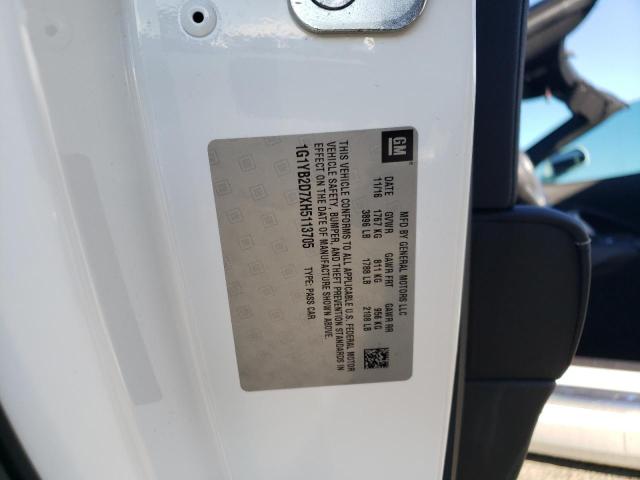 GM
MFD BY GENERAL MOTORS LLC
DATE GVWR GAWR FRT GAWR RR
11/16 1767 KG 811 KG 956 KG
3896 LB 1788 LB 2108 LB
THIS VEHICLE CONFORMS TO ALL APPLICABLE U.S. FEDERAL MOTOR
VEHICLE SAFETY, BUMPER, AND THEFT PREVENTION STANDARDS IN
EFFECT ON THE DATE OF MANUFACTURE SHOWN ABOVE.
1G1YB2D7XH5113705 TYPE: PASS CAR